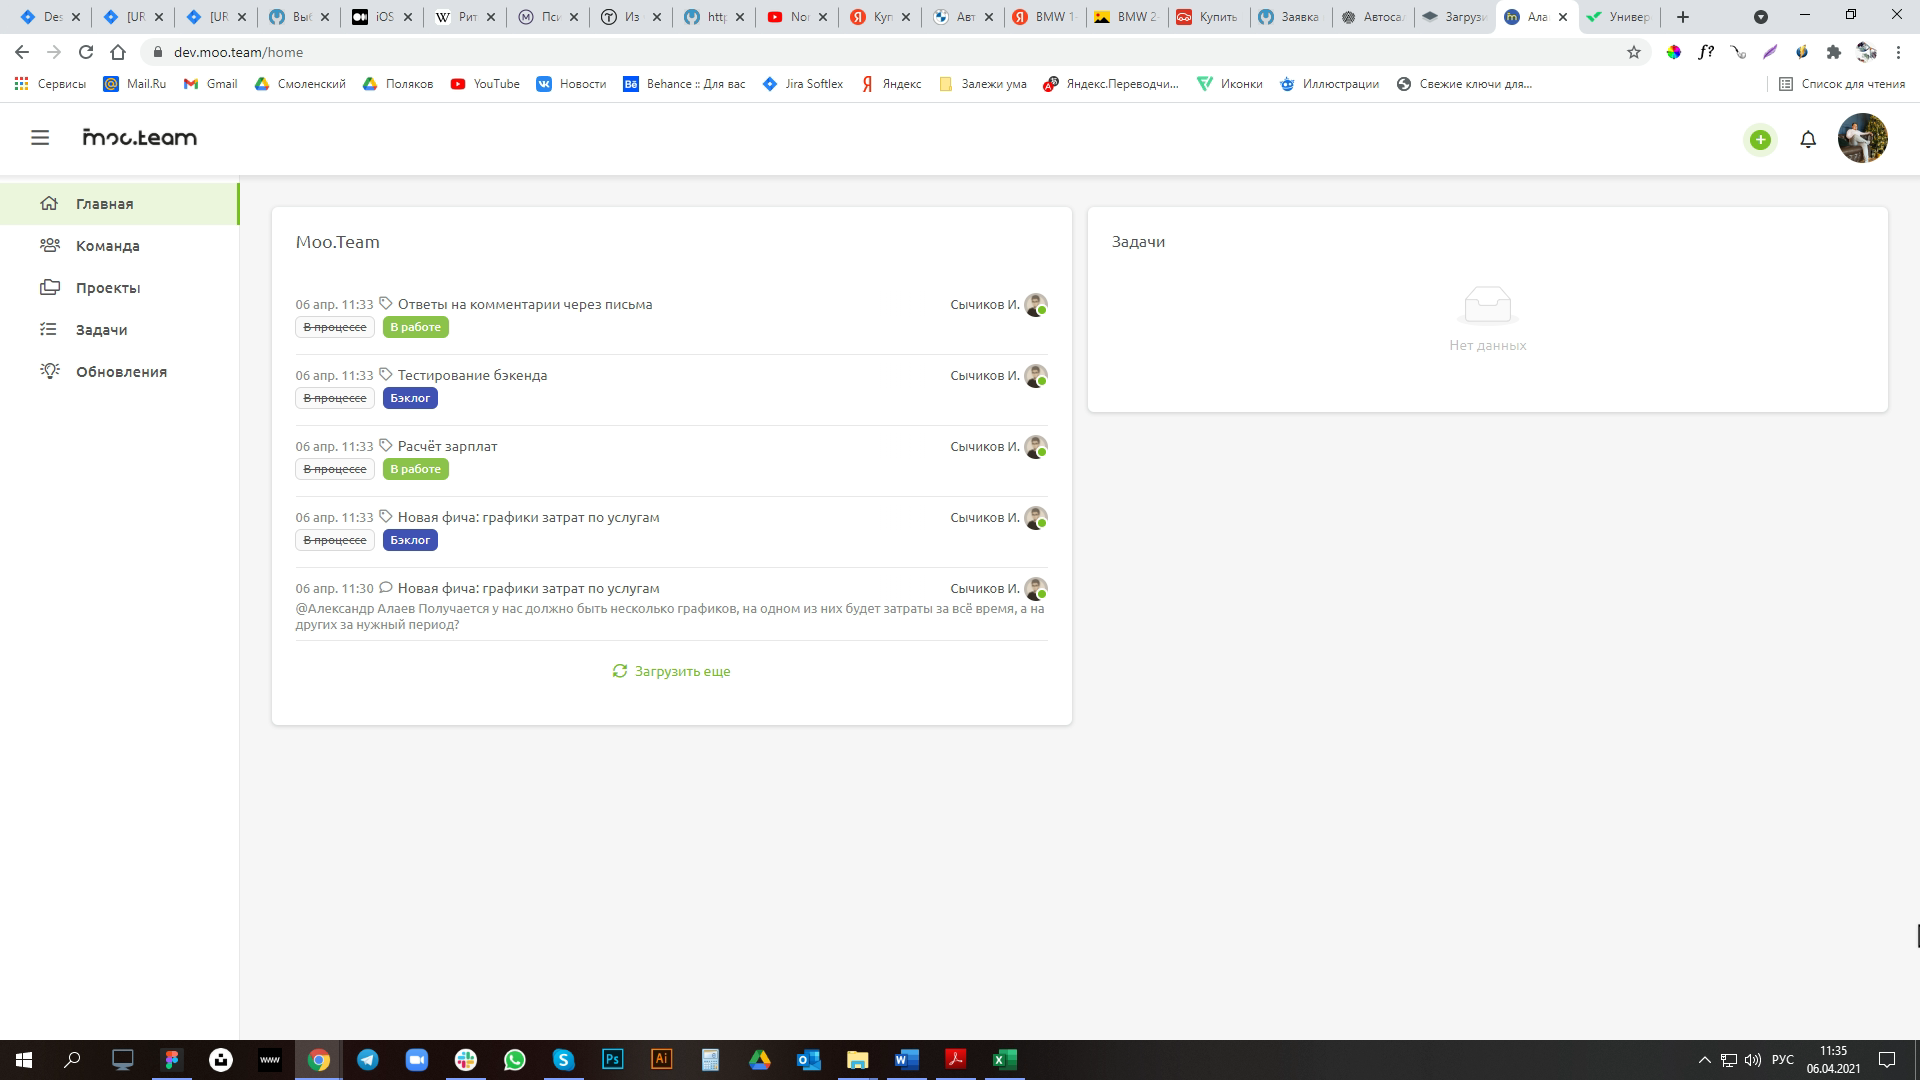 Des
[UR
[UR
Выб
iOS
Рит
Пси
Из
http
Nor
Куп
Авт
BMW 1-
BMW 2-
Купить
Заявка
Автоса
Загрузи
Ала
Универ
dev.moo.team/home
Сервисы
Mail.Ru
Gmail
Смоленский
Поляков
YouTube
Новости
Behance :: Для вас
Jira Softlex
Яндекс
Залежи ума
Яндекс.Переводчи...
Иконки
Иллюстрации
Свежие ключи для...
Список для чтения
moo.team
Главная
Команда
Проекты
Задачи
Обновления
Moo.Team
06 апр. 11:33 Ответы на комментарии через письма Сычиков И.
В процессе В работе
06 апр. 11:33 Тестирование бэкенда Сычиков И.
В процессе Бэклог
06 апр. 11:33 Расчёт зарплат Сычиков И.
В процессе В работе
06 апр. 11:33 Новая фича: графики затрат по услугам Сычиков И.
В процессе Бэклог
06 апр. 11:30 Новая фича: графики затрат по услугам Сычиков И.
@Александр Алаев Получается у нас должно быть несколько графиков, на одном из них будет затраты за всё время, а на
других за нужный период?
Загрузить еще
Задачи
Нет данных
РУС
11:35
06.04.2021